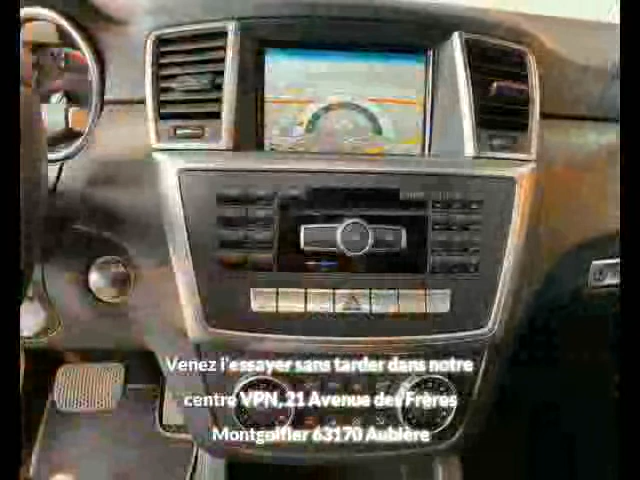 Venez l'essayer sans tarder dans notre
centre VPN, 21 Avenue des Frères
Montgolfier 63170 Aubière